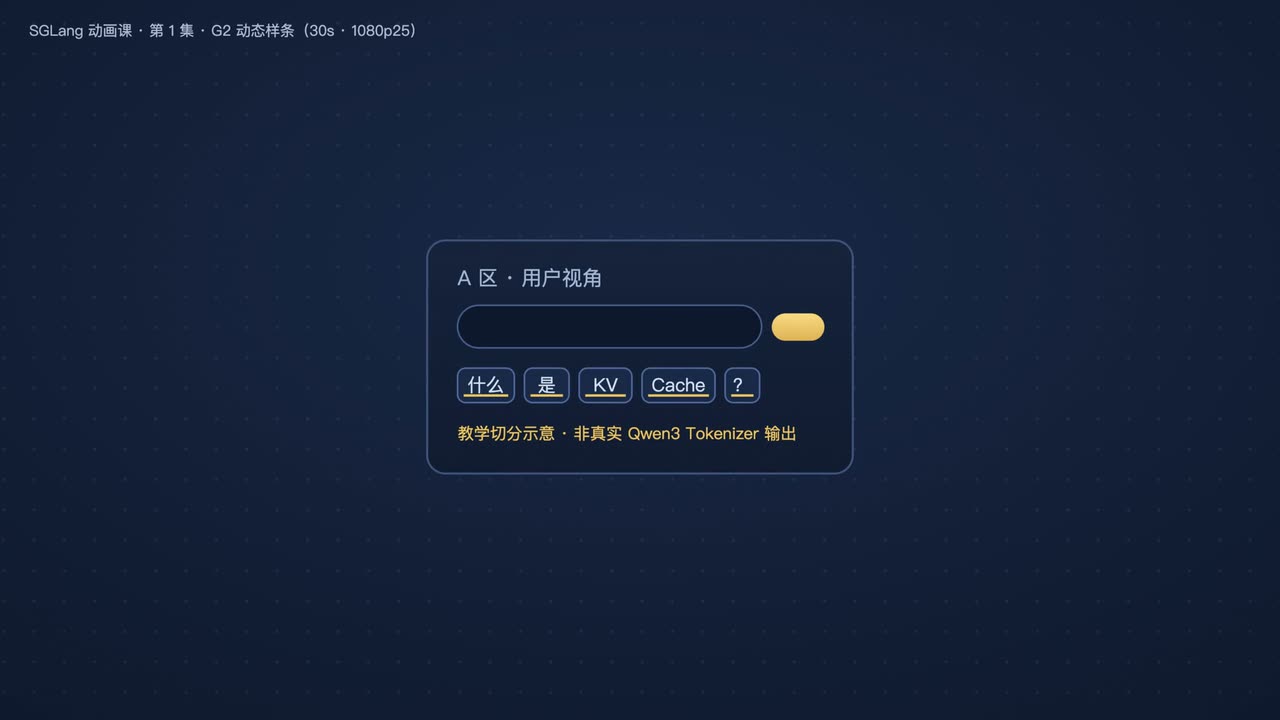 SGLang 动画课 · 第 1 集 · G2 动态样条（30s · 1080p25）
A 区 · 用户视角
什么 是 KV Cache ?
教学切分示意 · 非真实 Qwen3 Tokenizer 输出